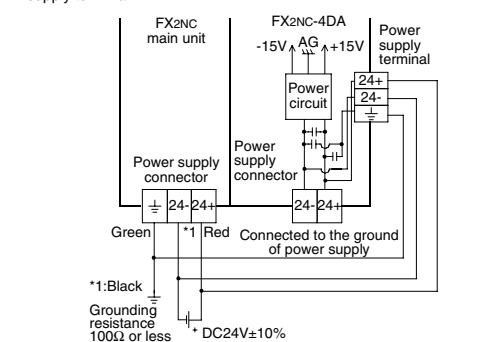 FX2NC
main unit
FX2NC-4DA
-15V AG +15V
Power
supply
terminal
24+
24-
Power
circuit
Power
supply
connector
Power supply
connector
24- 24+
24- 24+
Green *1 Red
Connected to the ground
of power supply
*1:Black
Grounding
resistance
100Ω or less
+ DC24V±10%